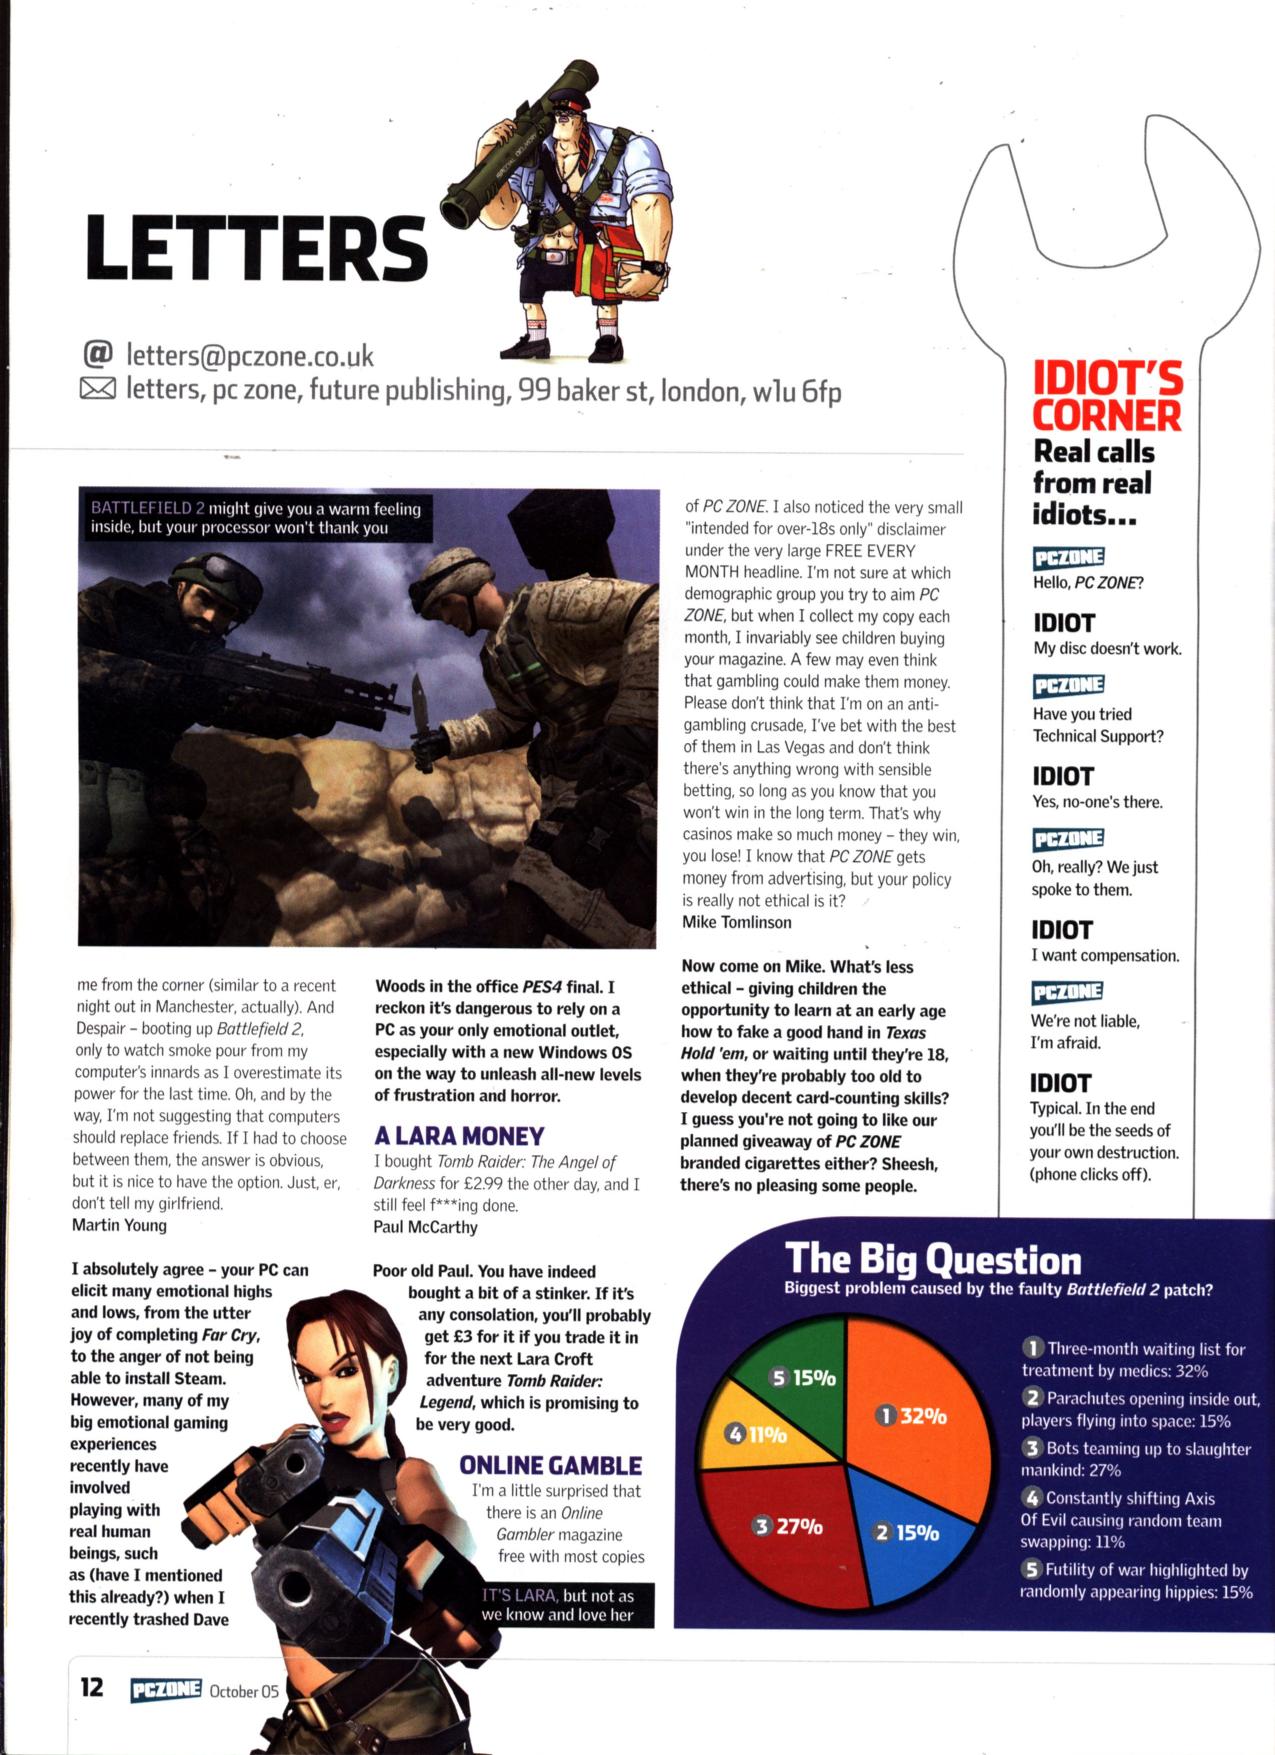 LETTERS
SPECIAL DELIVERY
@ letters@pczone.co.uk
letters, pc zone, future publishing, 99 baker st, london, w1u 6fp
BATTLEFIELD 2 might give you a warm feeling
inside, but your processor won't thank you
me from the corner (similar to a recent
night out in Manchester, actually). And
Despair – booting up Battlefield 2,
only to watch smoke pour from my
computer's innards as I overestimate its
power for the last time. Oh, and by the
way, I'm not suggesting that computers
should replace friends. If I had to choose
between them, the answer is obvious,
but it is nice to have the option. Just, er,
don't tell my girlfriend.
Martin Young
I absolutely agree – your PC can
elicit many emotional highs
and lows, from the utter
joy of completing Far Cry,
to the anger of not being
able to install Steam.
However, many of my
big emotional gaming
experiences
recently have
involved
playing with
real human
beings, such
as (have I mentioned
this already?) when I
recently trashed Dave
Woods in the office PES4 final. I
reckon it's dangerous to rely on a
PC as your only emotional outlet,
especially with a new Windows OS
on the way to unleash all-new levels
of frustration and horror.
A LARA MONEY
I bought Tomb Raider: The Angel of
Darkness for £2.99 the other day, and I
still feel f***ing done.
Paul McCarthy
Poor old Paul. You have indeed
bought a bit of a stinker. If it's
any consolation, you'll probably
get £3 for it if you trade it in
for the next Lara Croft
adventure Tomb Raider:
Legend, which is promising to
be very good.
ONLINE GAMBLE
I'm a little surprised that
there is an Online
Gambler magazine
free with most copies
IT'S LARA, but not as
we know and love her
of PC ZONE. I also noticed the very small
"intended for over-18s only" disclaimer
under the very large FREE EVERY
MONTH headline. I'm not sure at which
demographic group you try to aim PC
ZONE, but when I collect my copy each
month, I invariably see children buying
your magazine. A few may even think
that gambling could make them money.
Please don't think that I'm on an anti-
gambling crusade, I've bet with the best
of them in Las Vegas and don't think
there's anything wrong with sensible
betting, so long as you know that you
won't win in the long term. That's why
casinos make so much money – they win,
you lose! I know that PC ZONE gets
money from advertising, but your policy
is really not ethical is it?
Mike Tomlinson
Now come on Mike. What's less
ethical – giving children the
opportunity to learn at an early age
how to fake a good hand in Texas
Hold 'em, or waiting until they're 18,
when they're probably too old to
develop decent card-counting skills?
I guess you're not going to like our
planned giveaway of PC ZONE
branded cigarettes either? Sheesh,
there's no pleasing some people.
IDIOT'S
CORNER
Real calls
from real
idiots...
PCZONE
Hello, PC ZONE?
IDIOT
My disc doesn't work.
PCZONE
Have you tried
Technical Support?
IDIOT
Yes, no-one's there.
PCZONE
Oh, really? We just
spoke to them.
IDIOT
I want compensation.
PCZONE
We're not liable,
I'm afraid.
IDIOT
Typical. In the end
you'll be the seeds of
your own destruction.
(phone clicks off).
The Big Question
Biggest problem caused by the faulty Battlefield 2 patch?
5 15%
1 32%
4 11%
3 27%
2 15%
1 Three-month waiting list for
treatment by medics: 32%
2 Parachutes opening inside out,
players flying into space: 15%
3 Bots teaming up to slaughter
mankind: 27%
4 Constantly shifting Axis
Of Evil causing random team
swapping: 11%
5 Futility of war highlighted by
randomly appearing hippies: 15%
12 PCZONE October 05